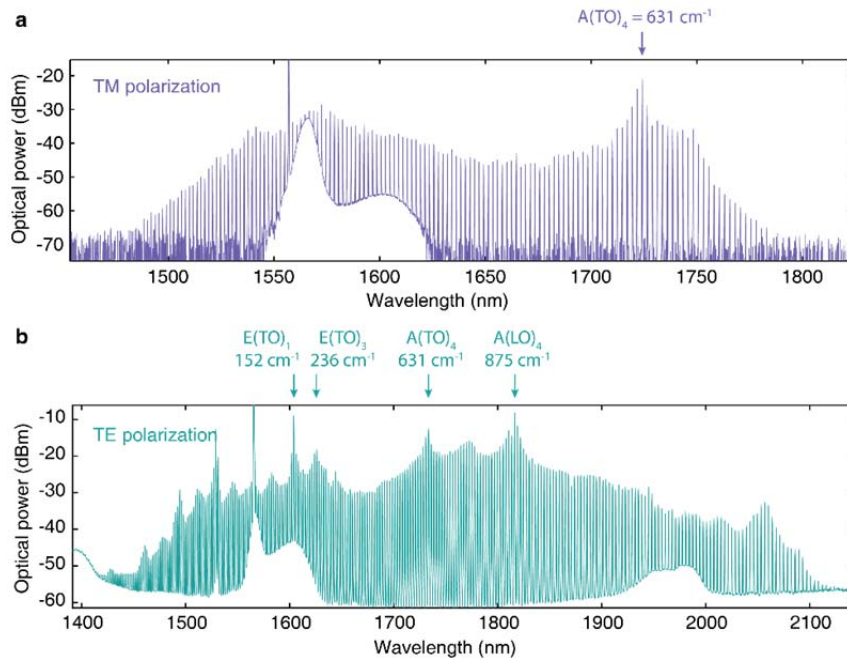 a
A(TO)₄ = 631 cm⁻¹
TM polarization
Optical power (dBm)
-20
-30
-40
-50
-60
-70
1500 1550 1600 1650 1700 1750 1800
Wavelength (nm)
b
E(TO)₁ E(TO)₃ A(TO)₄ A(LO)₄
152 cm⁻¹ 236 cm⁻¹ 631 cm⁻¹ 875 cm⁻¹
TE polarization
Optical power (dBm)
-10
-20
-30
-40
-50
-60
1400 1500 1600 1700 1800 1900 2000 2100
Wavelength (nm)